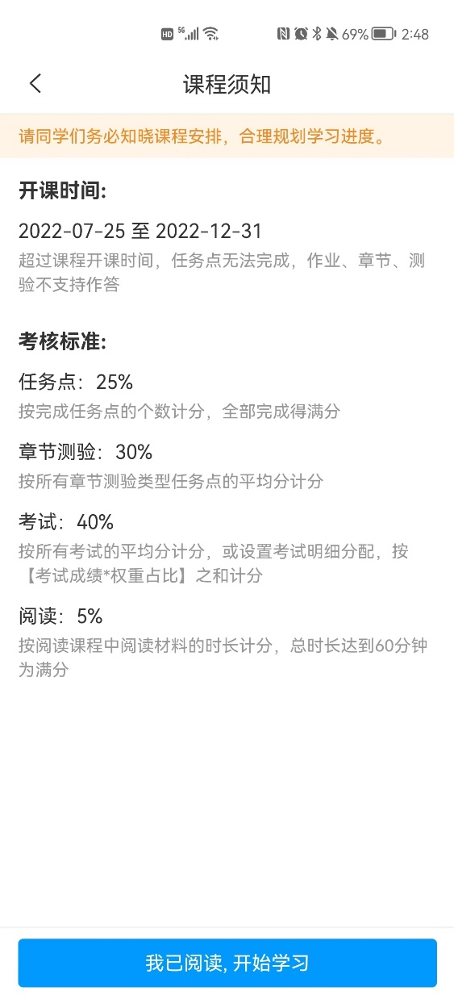 HD 5G 69% 2:48
课程须知
请同学们务必知晓课程安排，合理规划学习进度。
开课时间:
2022-07-25 至 2022-12-31
超过课程开课时间，任务点无法完成，作业、章节、测
验不支持作答
考核标准:
任务点：25%
按完成任务点的个数计分，全部完成得满分
章节测验：30%
按所有章节测验类型任务点的平均分计分
考试：40%
按所有考试的平均分计分，或设置考试明细分配，按
【考试成绩*权重占比】之和计分
阅读：5%
按阅读课程中阅读材料的时长计分，总时长达到60分钟
为满分
我已阅读, 开始学习